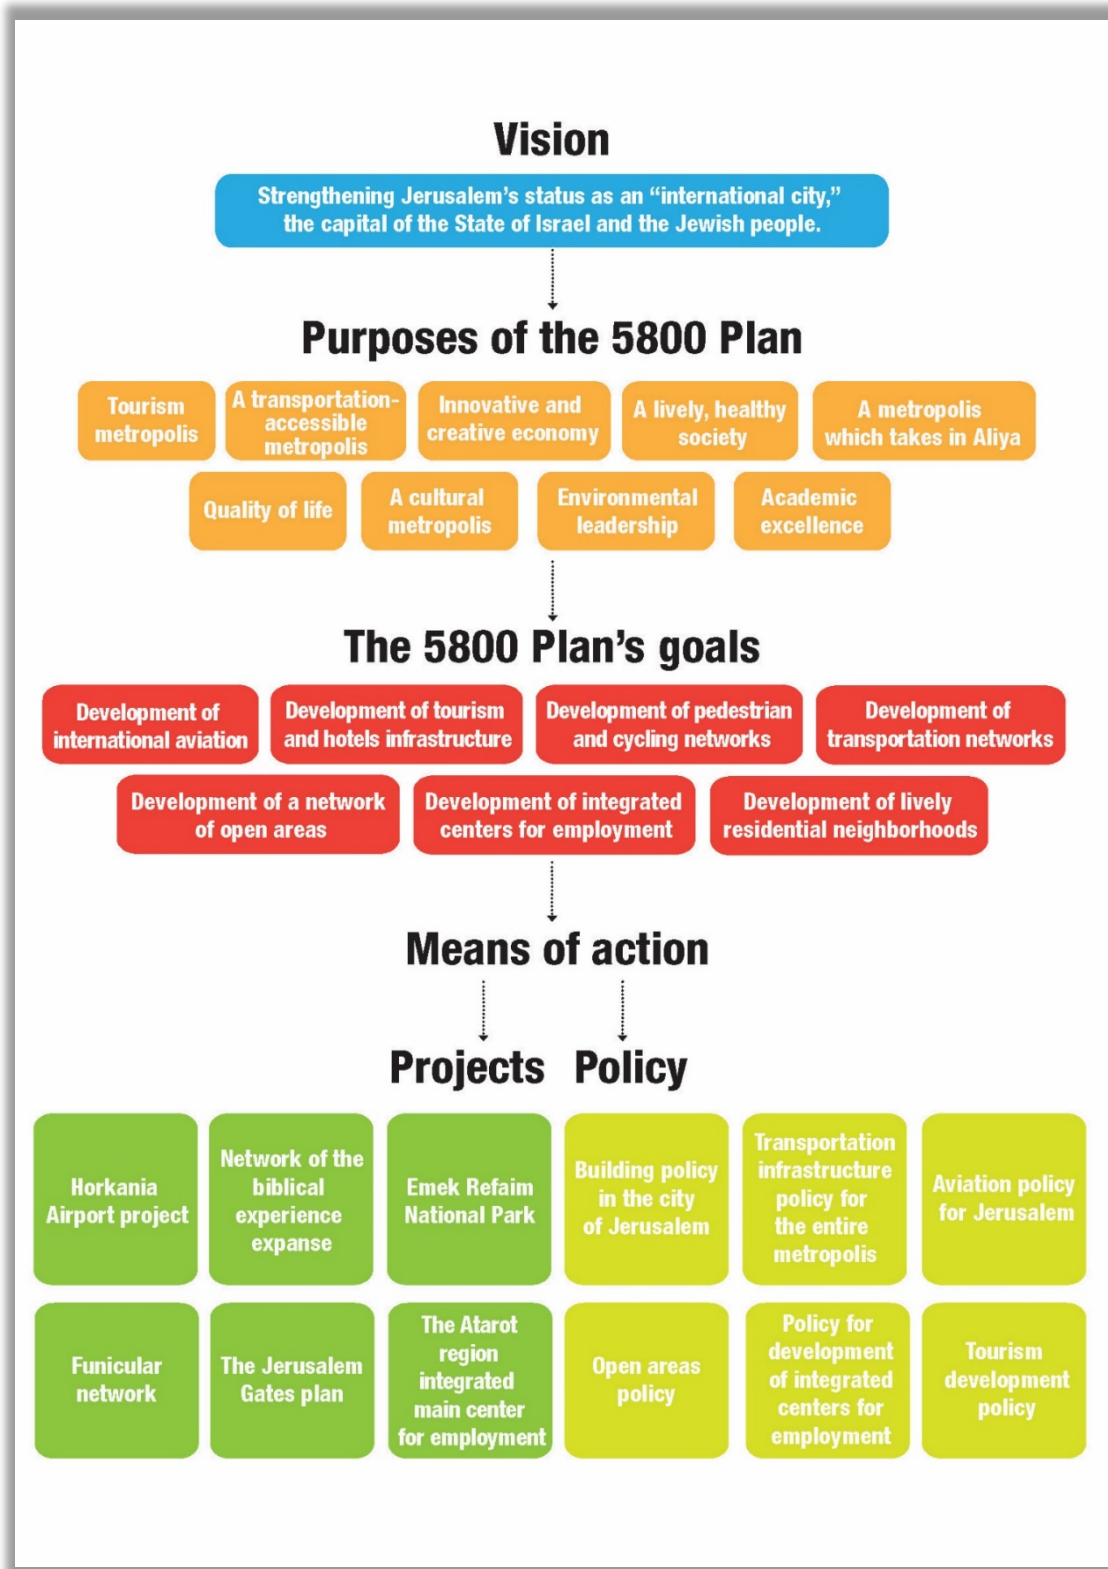 Vision
Strengthening Jerusalem's status as an “international city,”
the capital of the State of Israel and the Jewish people.
Purposes of the 5800 Plan
Tourism
metropolis
A transportation-
accessible
metropolis
Innovative and
creative economy
A lively, healthy
society
A metropolis
which takes in Aliya
Quality of life
A cultural
metropolis
Environmental
leadership
Academic
excellence
The 5800 Plan's goals
Development of
international aviation
Development of tourism
and hotels infrastructure
Development of pedestrian
and cycling networks
Development of
transportation networks
Development of a network
of open areas
Development of integrated
centers for employment
Development of lively
residential neighborhoods
Means of action
Projects
Policy
Horkania
Airport project
Network of the
biblical
experience
expanse
Emek Refaim
National Park
Building policy
in the city
of Jerusalem
Transportation
infrastructure
policy for
the entire
metropolis
Aviation policy
for Jerusalem
Funicular
network
The Jerusalem
Gates plan
The Atarot
region
integrated
main center
for employment
Open areas
policy
Policy for
development
of integrated
centers for
employment
Tourism
development
policy